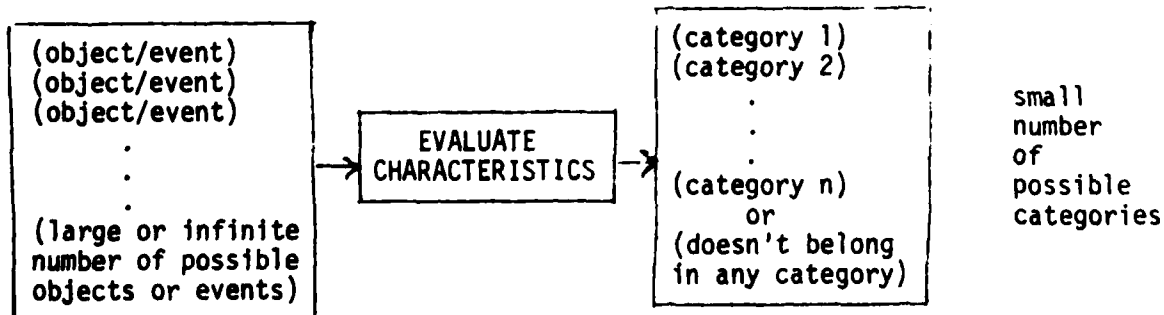 (object/event)
(object/event)
(object/event)
.
.
.
(large or infinite
number of possible
objects or events)
EVALUATE
CHARACTERISTICS
(category 1)
(category 2)
.
.
.
(category n)
or
(doesn't belong
in any category)
small
number
of
possible
categories